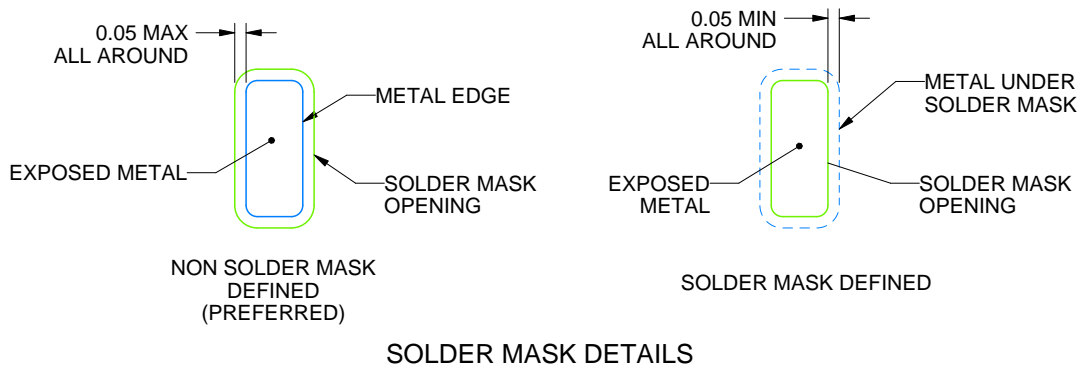 0.05 MAX
ALL AROUND
METAL EDGE
EXPOSED METAL
SOLDER MASK
OPENING
NON SOLDER MASK
DEFINED
(PREFERRED)
0.05 MIN
ALL AROUND
METAL UNDER
SOLDER MASK
EXPOSED
METAL
SOLDER MASK
OPENING
SOLDER MASK DEFINED
SOLDER MASK DETAILS